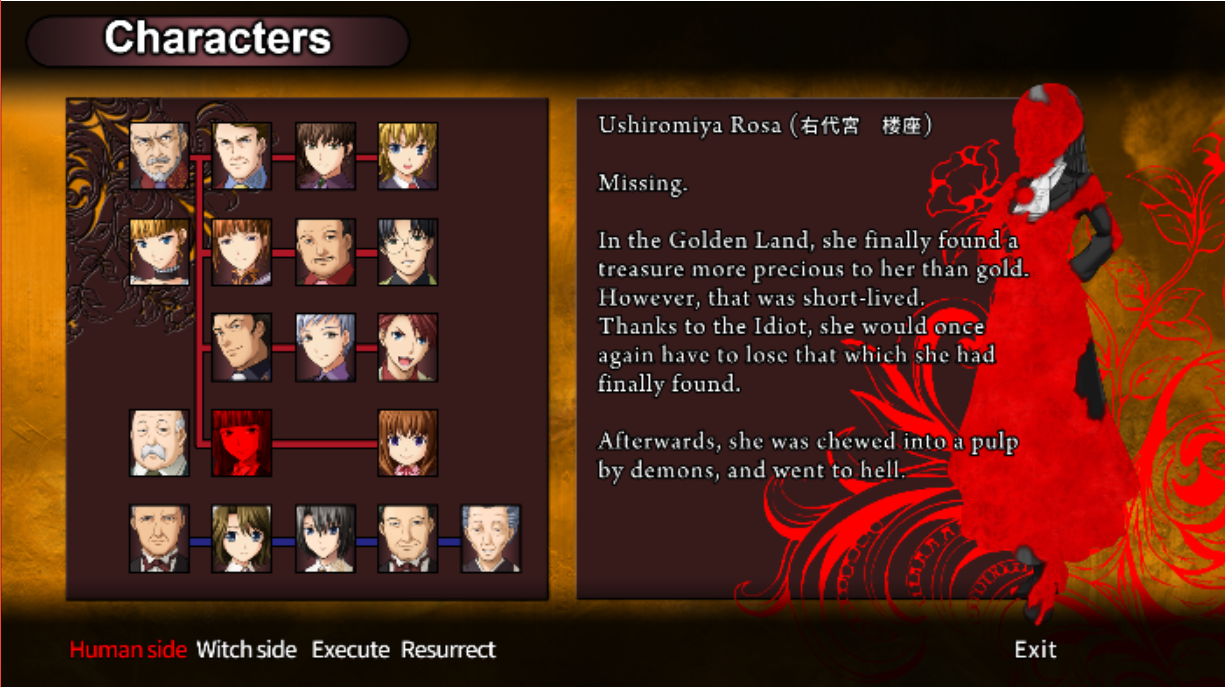 Characters
Ushiromiya Rosa (右代宮　楼座)
Missing.
In the Golden Land, she finally found a
treasure more precious to her than gold.
However, that was short-lived.
Thanks to the Idiot, she would once
again have to lose that which she had
finally found.
Afterwards, she was chewed into a pulp
by demons, and went to hell.
Human side Witch side Execute Resurrect
Exit